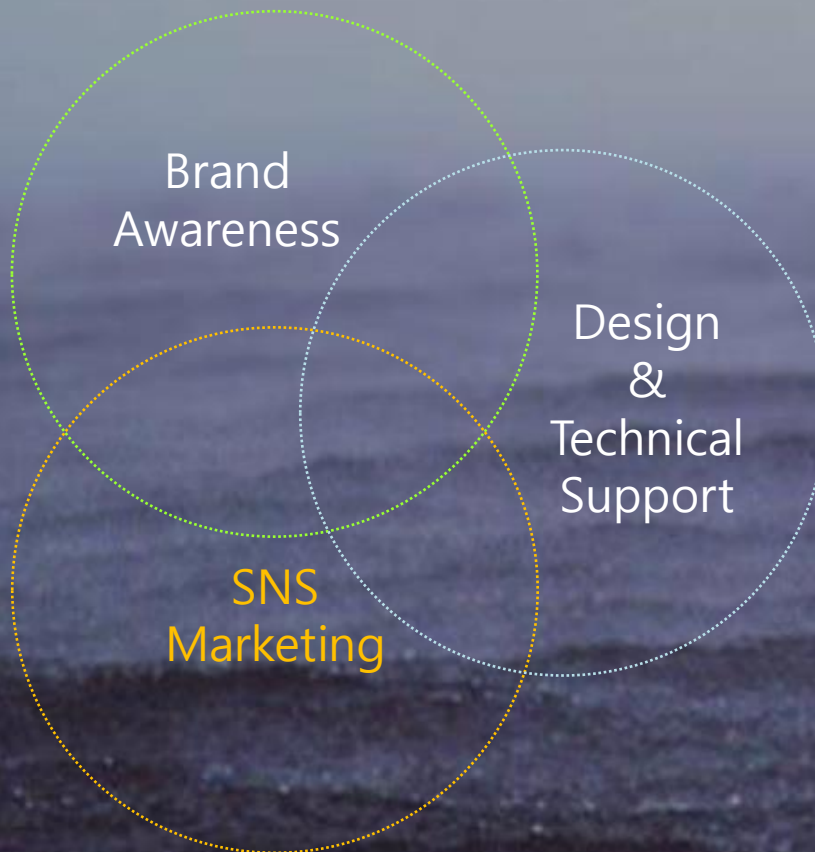 Brand
Awareness
Design
&
Technical
Support
SNS
Marketing